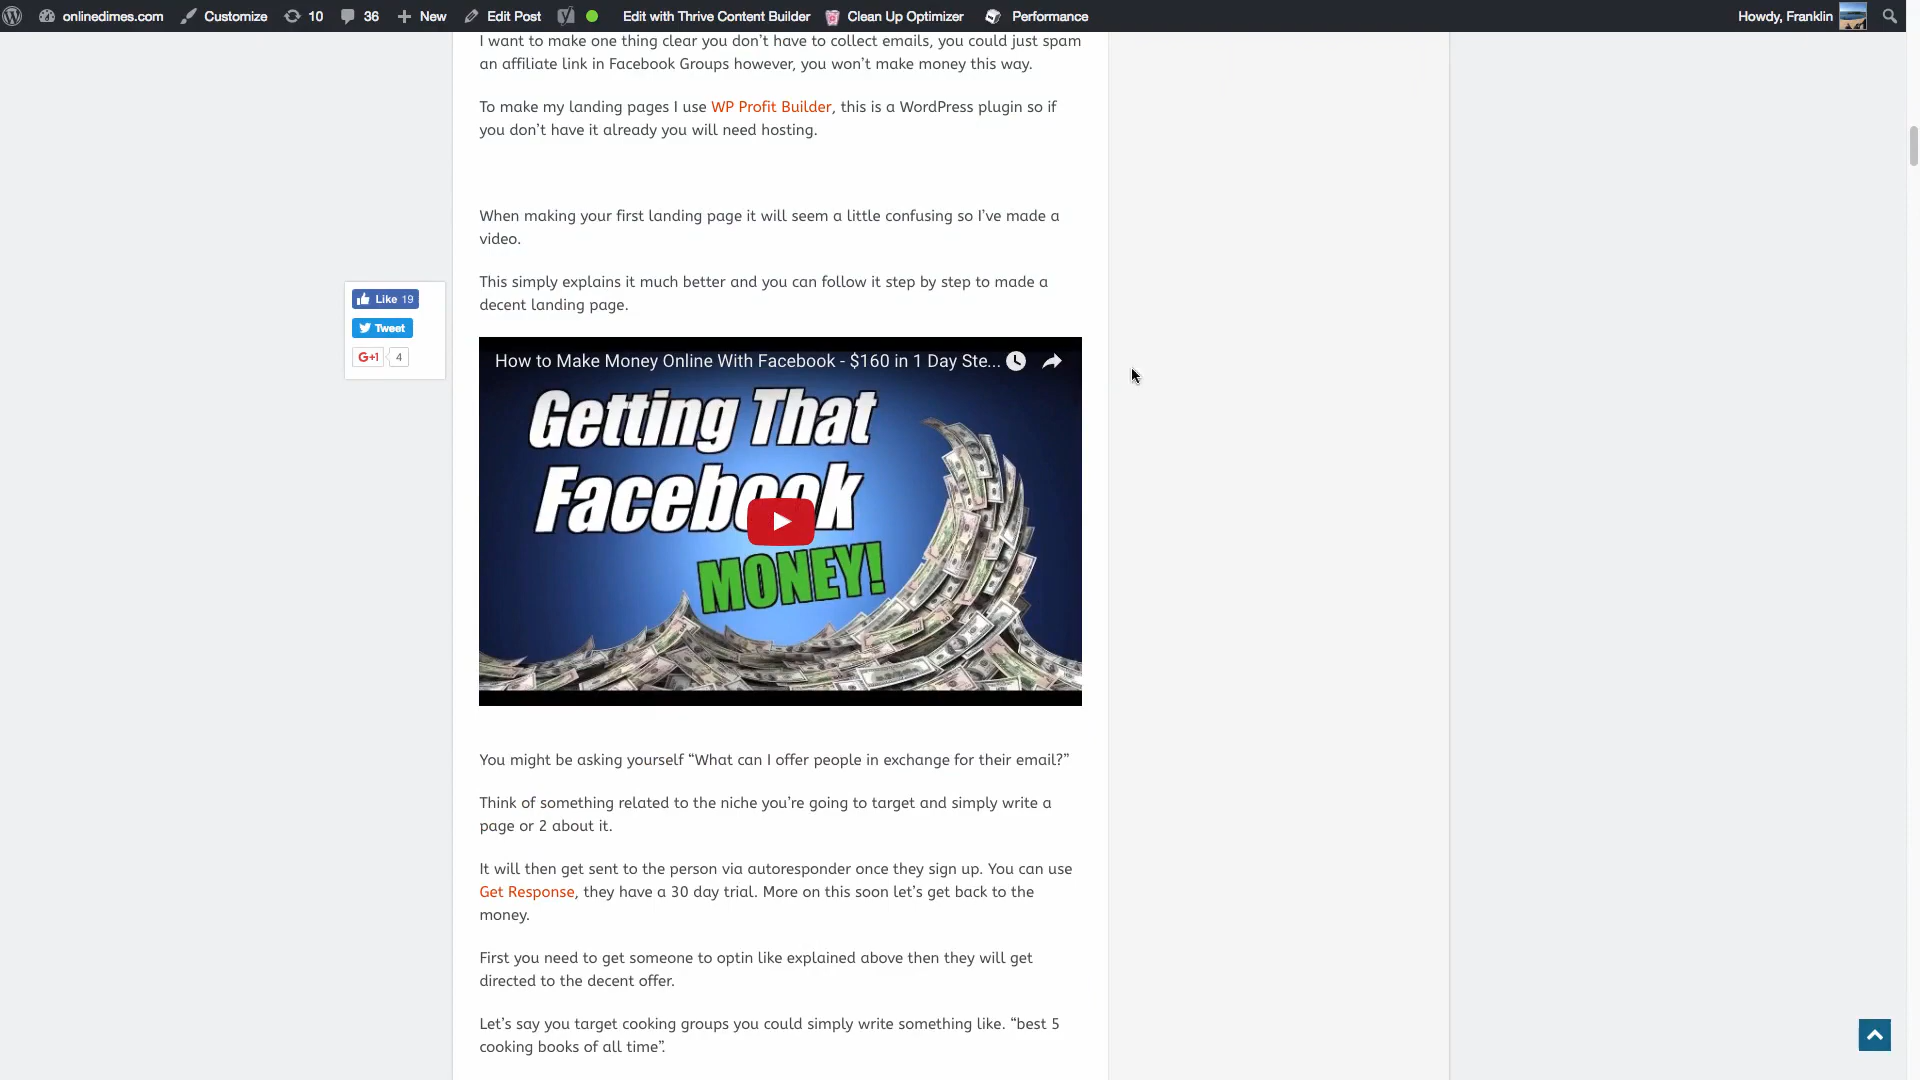 onlinedimes.com Customize 10 36 New Edit Post Edit with Thrive Content Builder Clean Up Optimizer Performance Howdy, Franklin
I want to make one thing clear you don’t have to collect emails, you could just spam
an affiliate link in Facebook Groups however, you won’t make money this way.
To make my landing pages I use WP Profit Builder, this is a WordPress plugin so if
you don’t have it already you will need hosting.
When making your first landing page it will seem a little confusing so I’ve made a
video.
This simply explains it much better and you can follow it step by step to made a
decent landing page.
Like 19
Tweet
G+1 4
How to Make Money Online With Facebook - $160 in 1 Day Ste...
Getting That
Facebook
MONEY!
You might be asking yourself “What can I offer people in exchange for their email?”
Think of something related to the niche you’re going to target and simply write a
page or 2 about it.
It will then get sent to the person via autoresponder once they sign up. You can use
Get Response, they have a 30 day trial. More on this soon let’s get back to the
money.
First you need to get someone to optin like explained above then they will get
directed to the decent offer.
Let’s say you target cooking groups you could simply write something like. “best 5
cooking books of all time”.